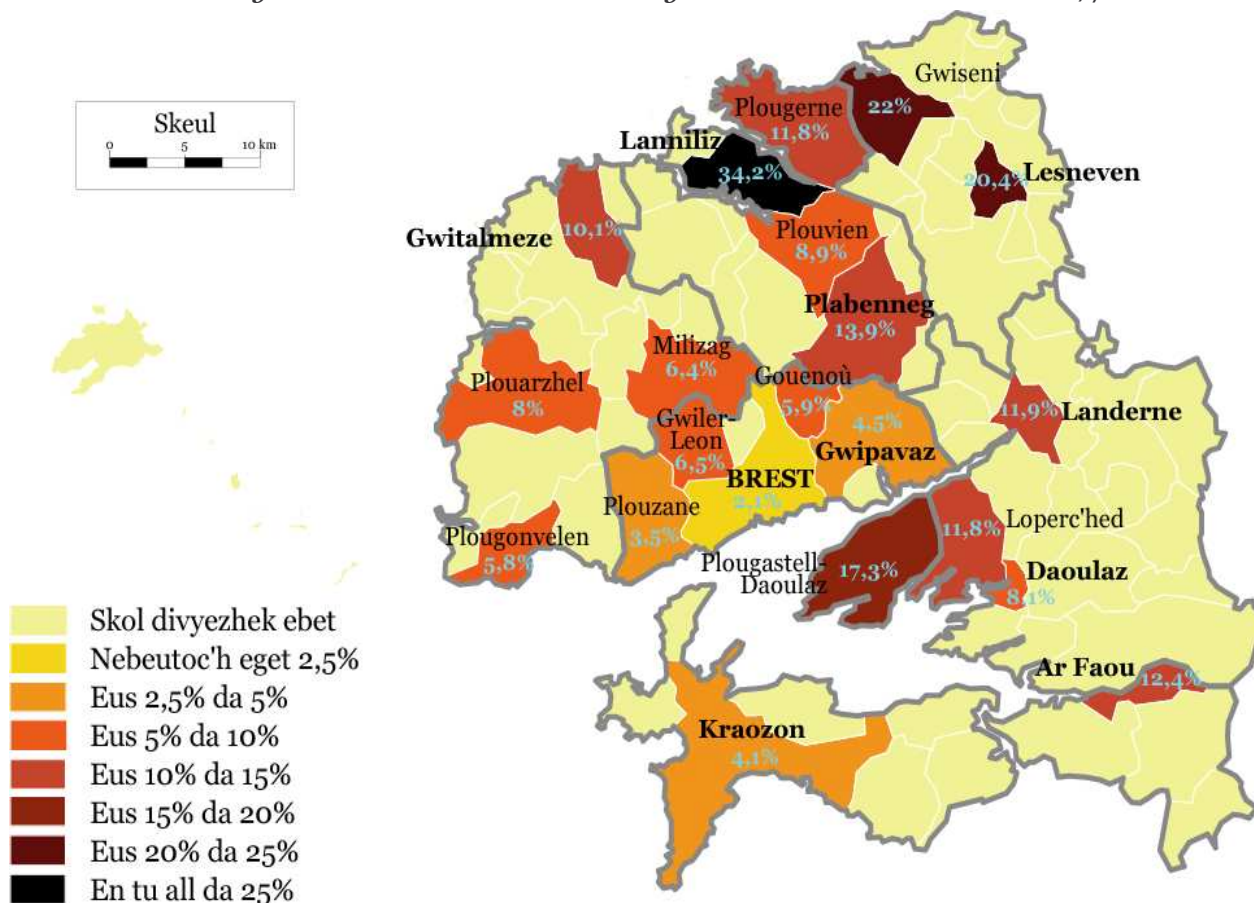 Skeul
0 5 10 km
Gwiseni
Plougerne
11,8%
22%
Lanniliz
34,2%
Lesneven
20,4%
Gwitalmeze
10,1%
Plouvien
8,9%
Plabenneg
13,9%
Milizag
6,4%
Gouenoù
5,9%
Plouarzhel
8%
Gwiler-
Leon
6,5%
4,5%
Gwipavaz
11,9%
Landerne
BREST
2,1%
Plouzane
3,5%
Plougonvelen
5,8%
11,8%
Loperc'hed
Plougastell-
Daoulaz
17,3%
Daoulaz
8,1%
Ar Faou
12,4%
Kraozon
4,1%
Skol divyezhek ebet
Nebeutoc'h eget 2,5%
Eus 2,5% da 5%
Eus 5% da 10%
Eus 10% da 15%
Eus 15% da 20%
Eus 20% da 25%
En tu all da 25%